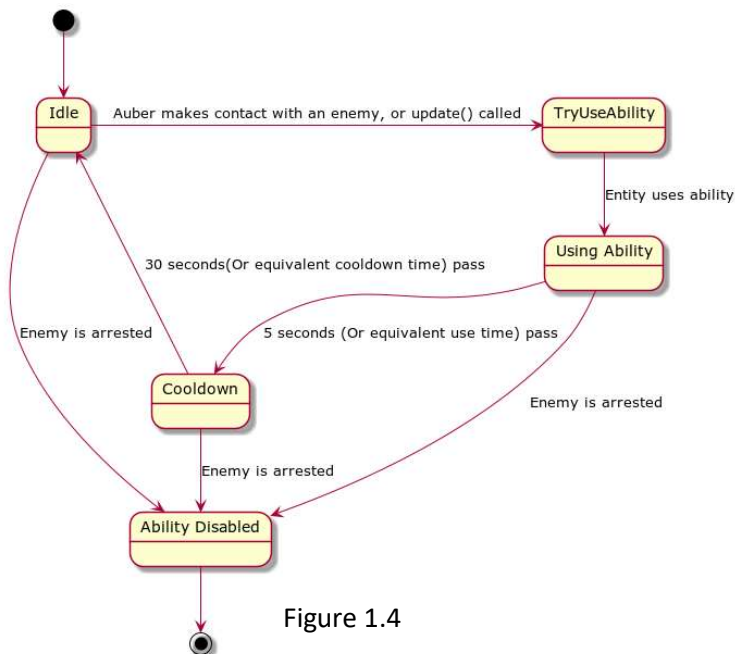 Idle
Auber makes contact with an enemy, or update() called
TryUseAbility
Entity uses ability
Using Ability
30 seconds(Or equivalent cooldown time) pass
Enemy is arrested
5 seconds (Or equivalent use time) pass
Cooldown
Enemy is arrested
Enemy is arrested
Ability Disabled
Figure 1.4